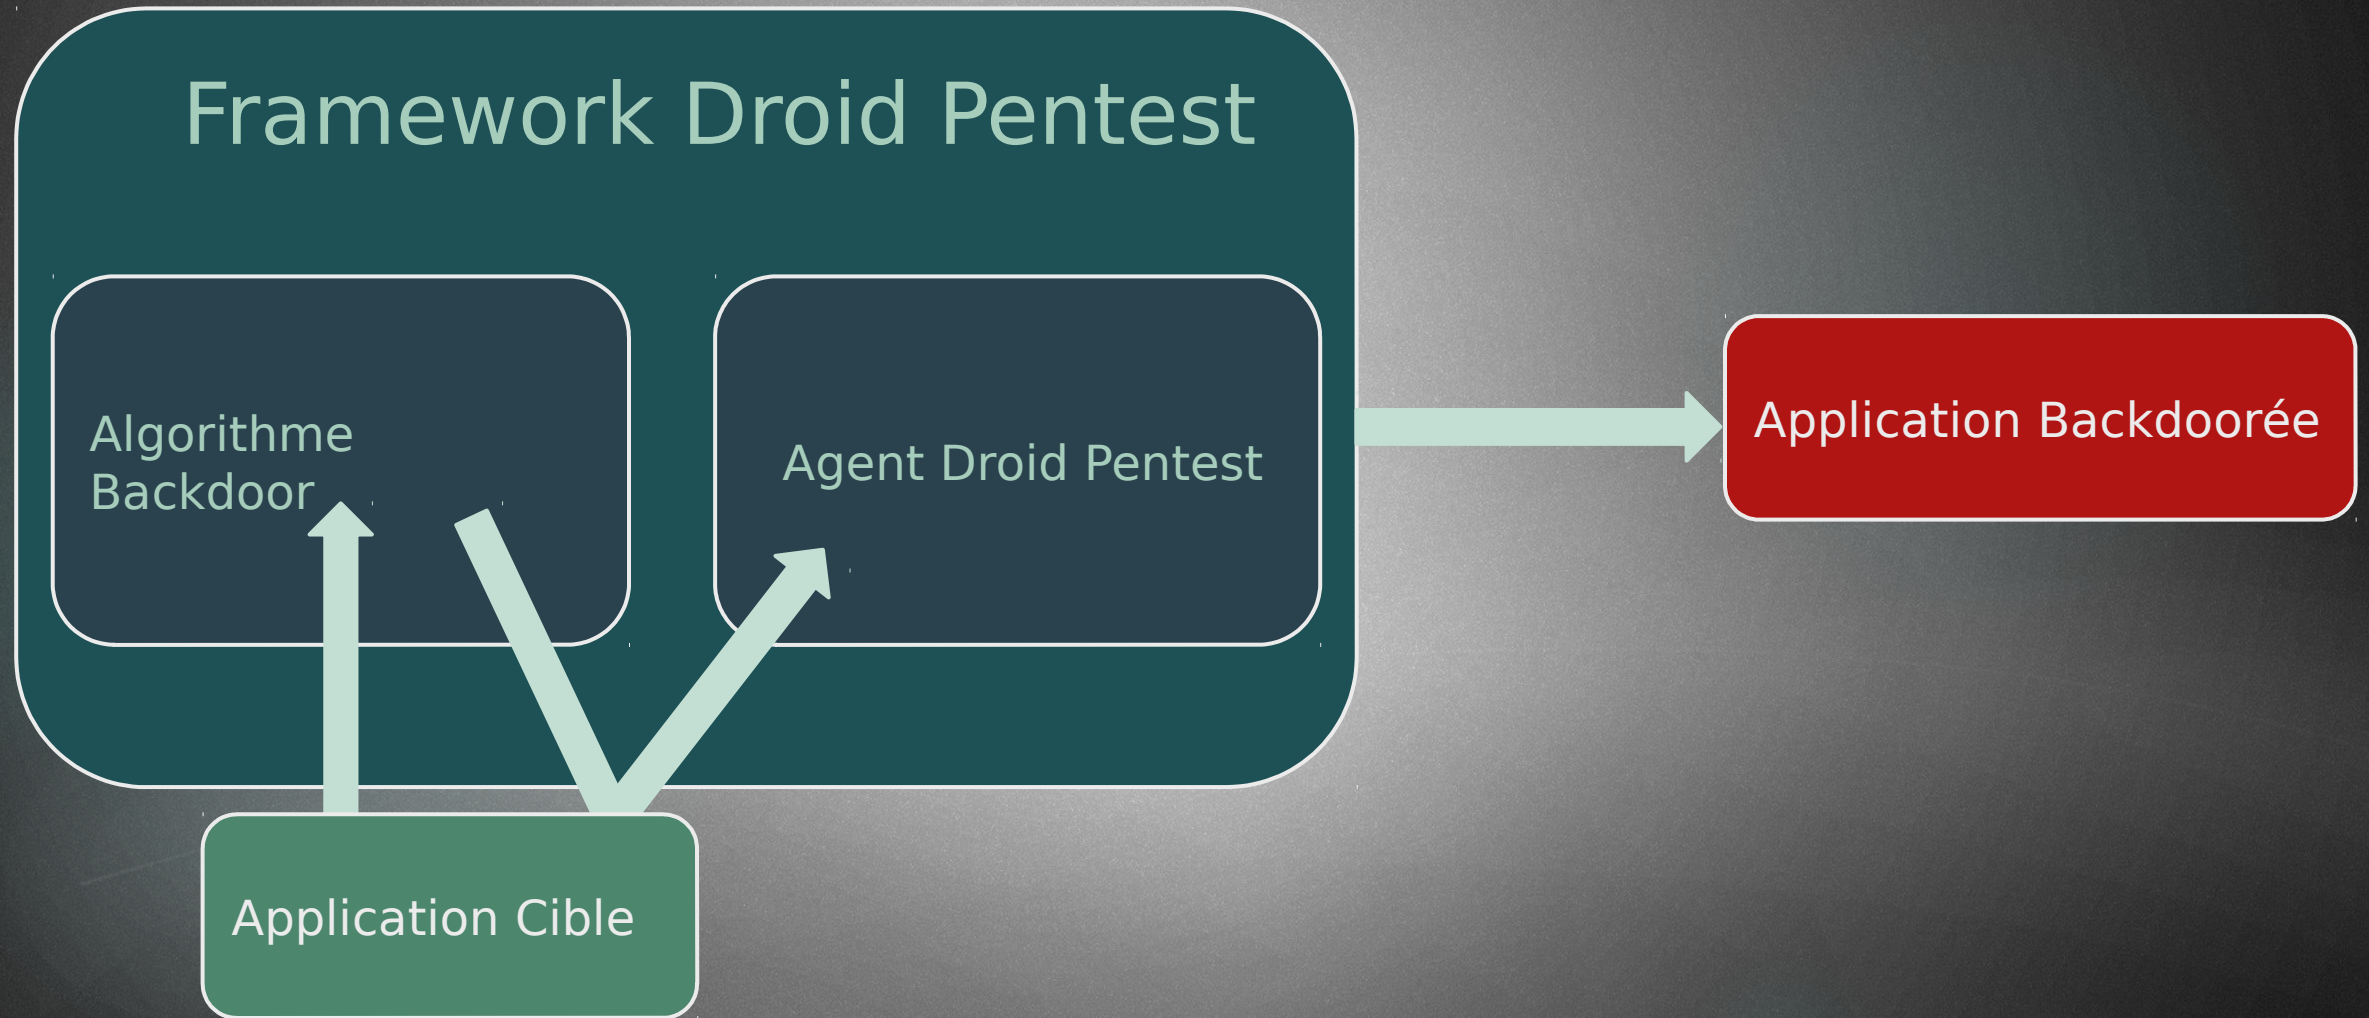 Framework Droid Pentest
Algorithme
Backdoor
Agent Droid Pentest
Application Backdoorée
Application Cible